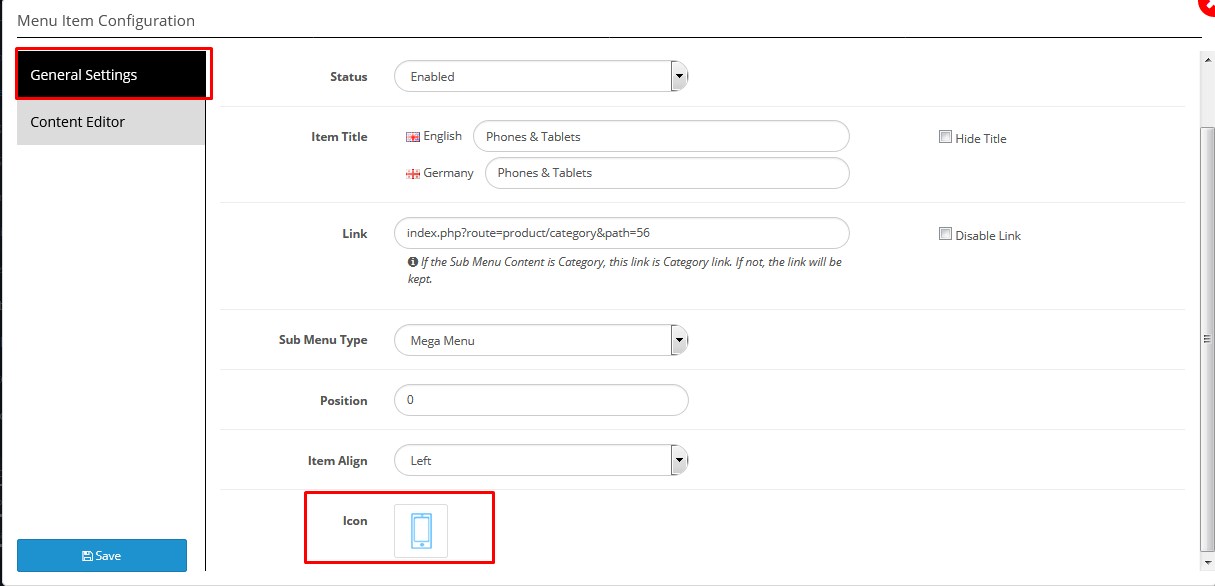 Menu Item Configuration
General Settings
Content Editor
Status
Enabled
Item Title
English
Phones & Tablets
Hide Title
Germany
Phones & Tablets
Link
index.php?route=product/category&path=56
Disable Link
If the Sub Menu Content is Category, this link is Category link. If not, the link will be
kept.
Sub Menu Type
Mega Menu
Position
0
Item Align
Left
Icon
Save